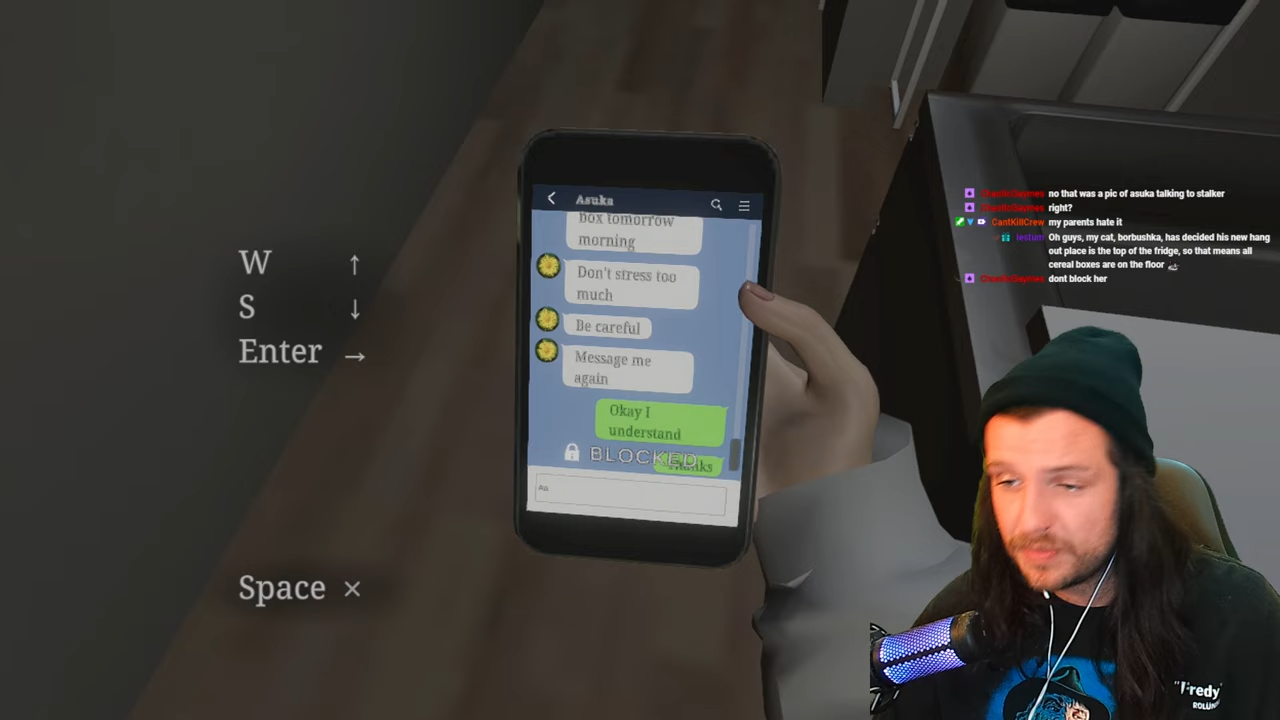 W ↑
S ↓
Enter →
Space ×
Asuka
Box tomorrow
morning
Don't stress too
much
Be careful
Message me
again
Okay I
understand
Thanks
BLOCKED
Aa
no that was a pic of asuka talking to stalker
right?
CantKillCrew my parents hate it
Oh guys, my cat, borbushka, has decided his new hang
out place is the top of the fridge, so that means all
cereal boxes are on the floor
dont block her
"Fredy"